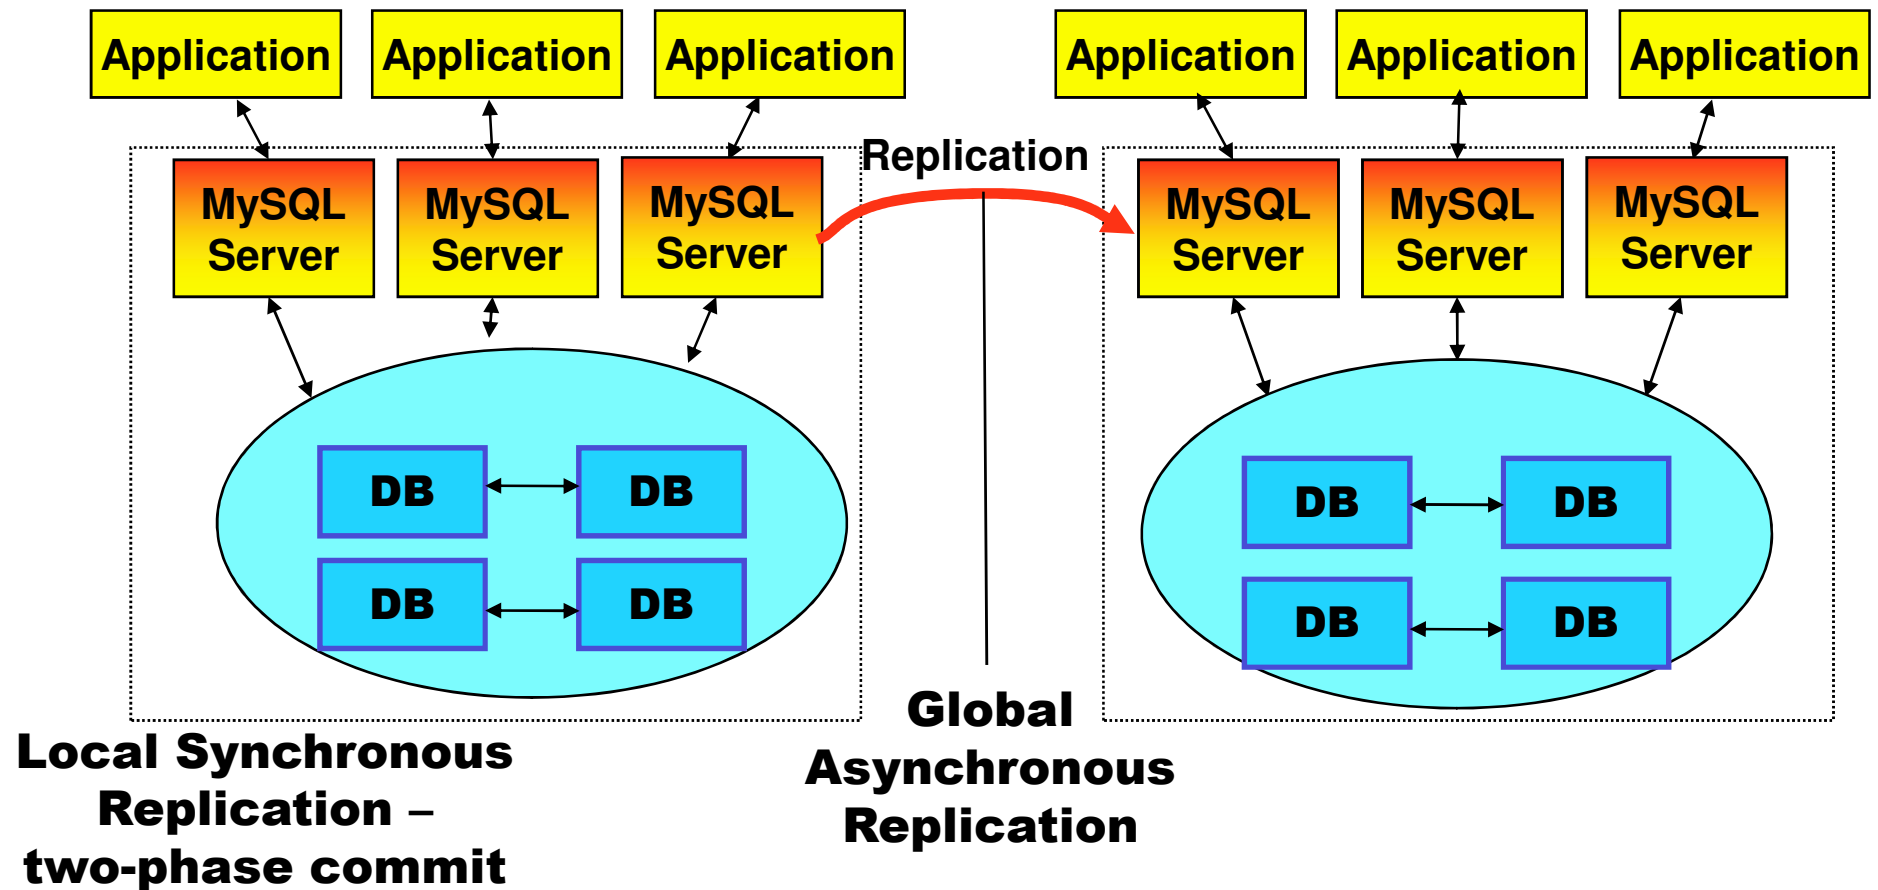 Application Application Application Application Application Application
Replication
MySQL Server
MySQL Server
MySQL Server
MySQL Server
MySQL Server
MySQL Server
DB DB
DB DB
DB DB
DB DB
Global
Asynchronous
Replication
Local Synchronous
Replication –
two-phase commit